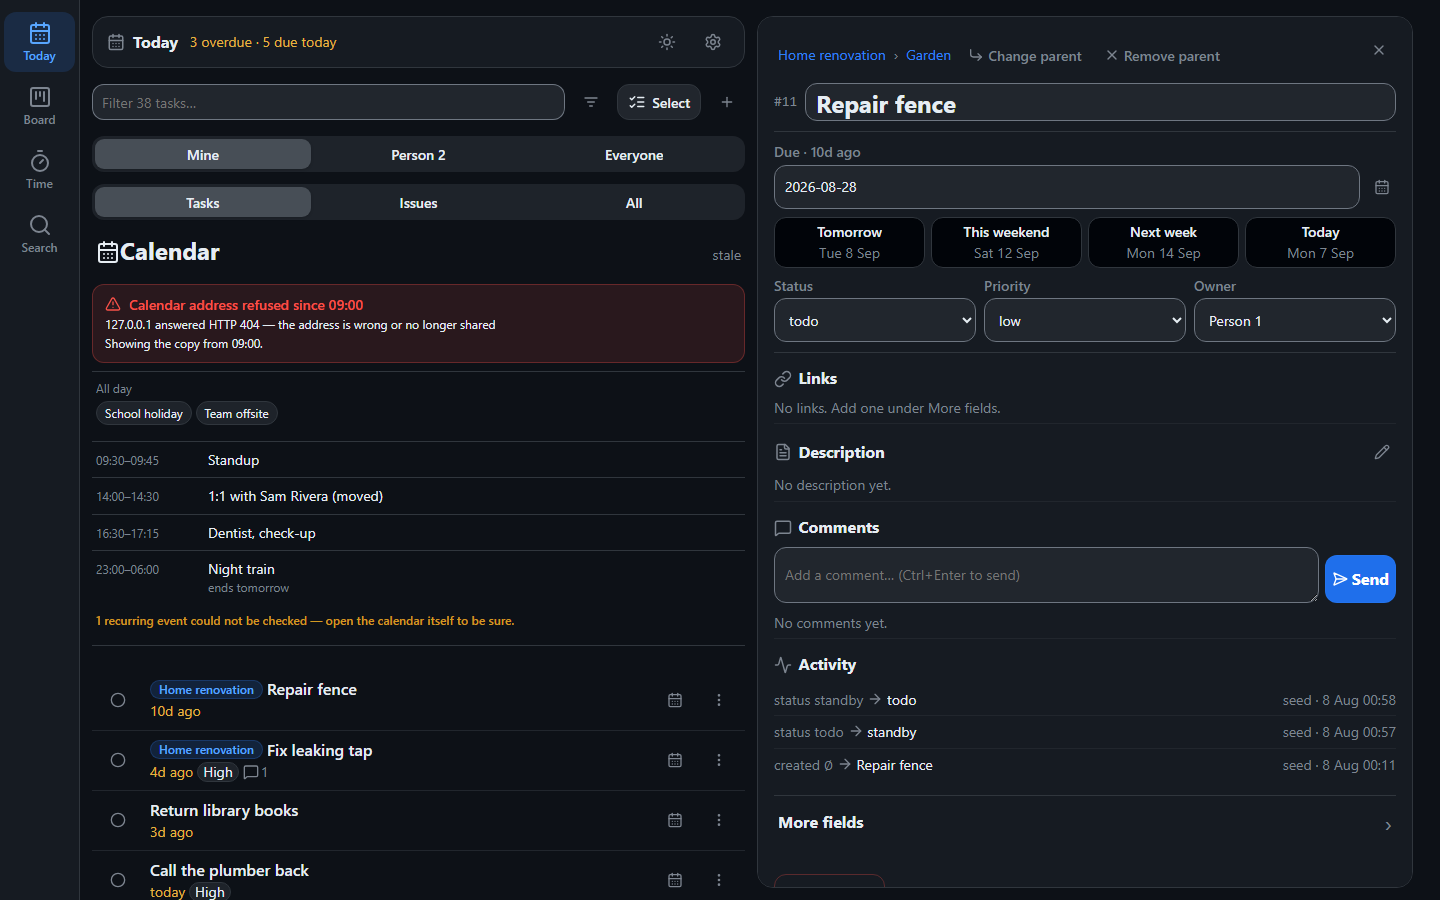 Today
Board
Time
Search
Today 3 overdue · 5 due today
Filter 38 tasks...
Select
Mine Person 2 Everyone
Tasks Issues All
Calendar stale
Calendar address refused since 09:00
127.0.0.1 answered HTTP 404 — the address is wrong or no longer shared
Showing the copy from 09:00.
All day
School holiday Team offsite
09:30–09:45 Standup
14:00–14:30 1:1 with Sam Rivera (moved)
16:30–17:15 Dentist, check-up
23:00–06:00 Night train
ends tomorrow
1 recurring event could not be checked — open the calendar itself to be sure.
Home renovation Repair fence
10d ago
Home renovation Fix leaking tap
4d ago High 1
Return library books
3d ago
Call the plumber back
today High
Home renovation › Garden Change parent Remove parent
#11 Repair fence
Due · 10d ago
2026-08-28
Tomorrow This weekend Next week Today
Tue 8 Sep Sat 12 Sep Mon 14 Sep Mon 7 Sep
Status Priority Owner
todo low Person 1
Links
No links. Add one under More fields.
Description
No description yet.
Comments
Add a comment... (Ctrl+Enter to send)
Send
No comments yet.
Activity
status standby → todo seed · 8 Aug 00:58
status todo → standby seed · 8 Aug 00:57
created ∅ → Repair fence seed · 8 Aug 00:11
More fields ›